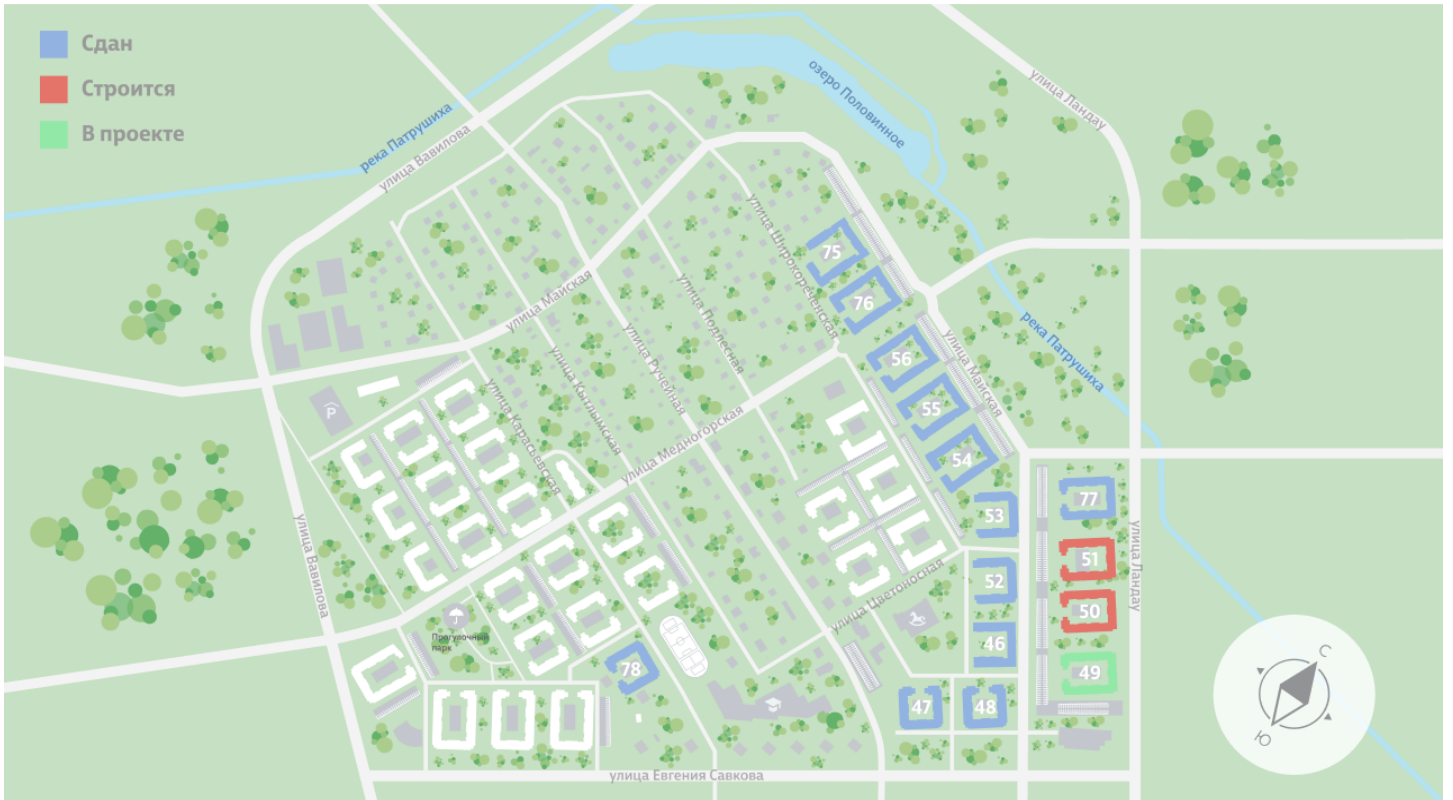 Сдан
Строится
В проекте
река Патрушиха
улица Вавилова
озеро Половинное
улица Ландау
улица Широкореченская
75
76
улица Майская
улица Подлесная
56
улица Майская
река Патрушиха
улица Ручейная
улица Кытлымская
улица Карасьевская
P
55
улица Медногорская
54
77
53
улица Вавилова
51
улица Ландау
52
улица Цветоносная
50
Прогулочный
парк
46
78
49
47
48
улица Евгения Савкова
С
Ю